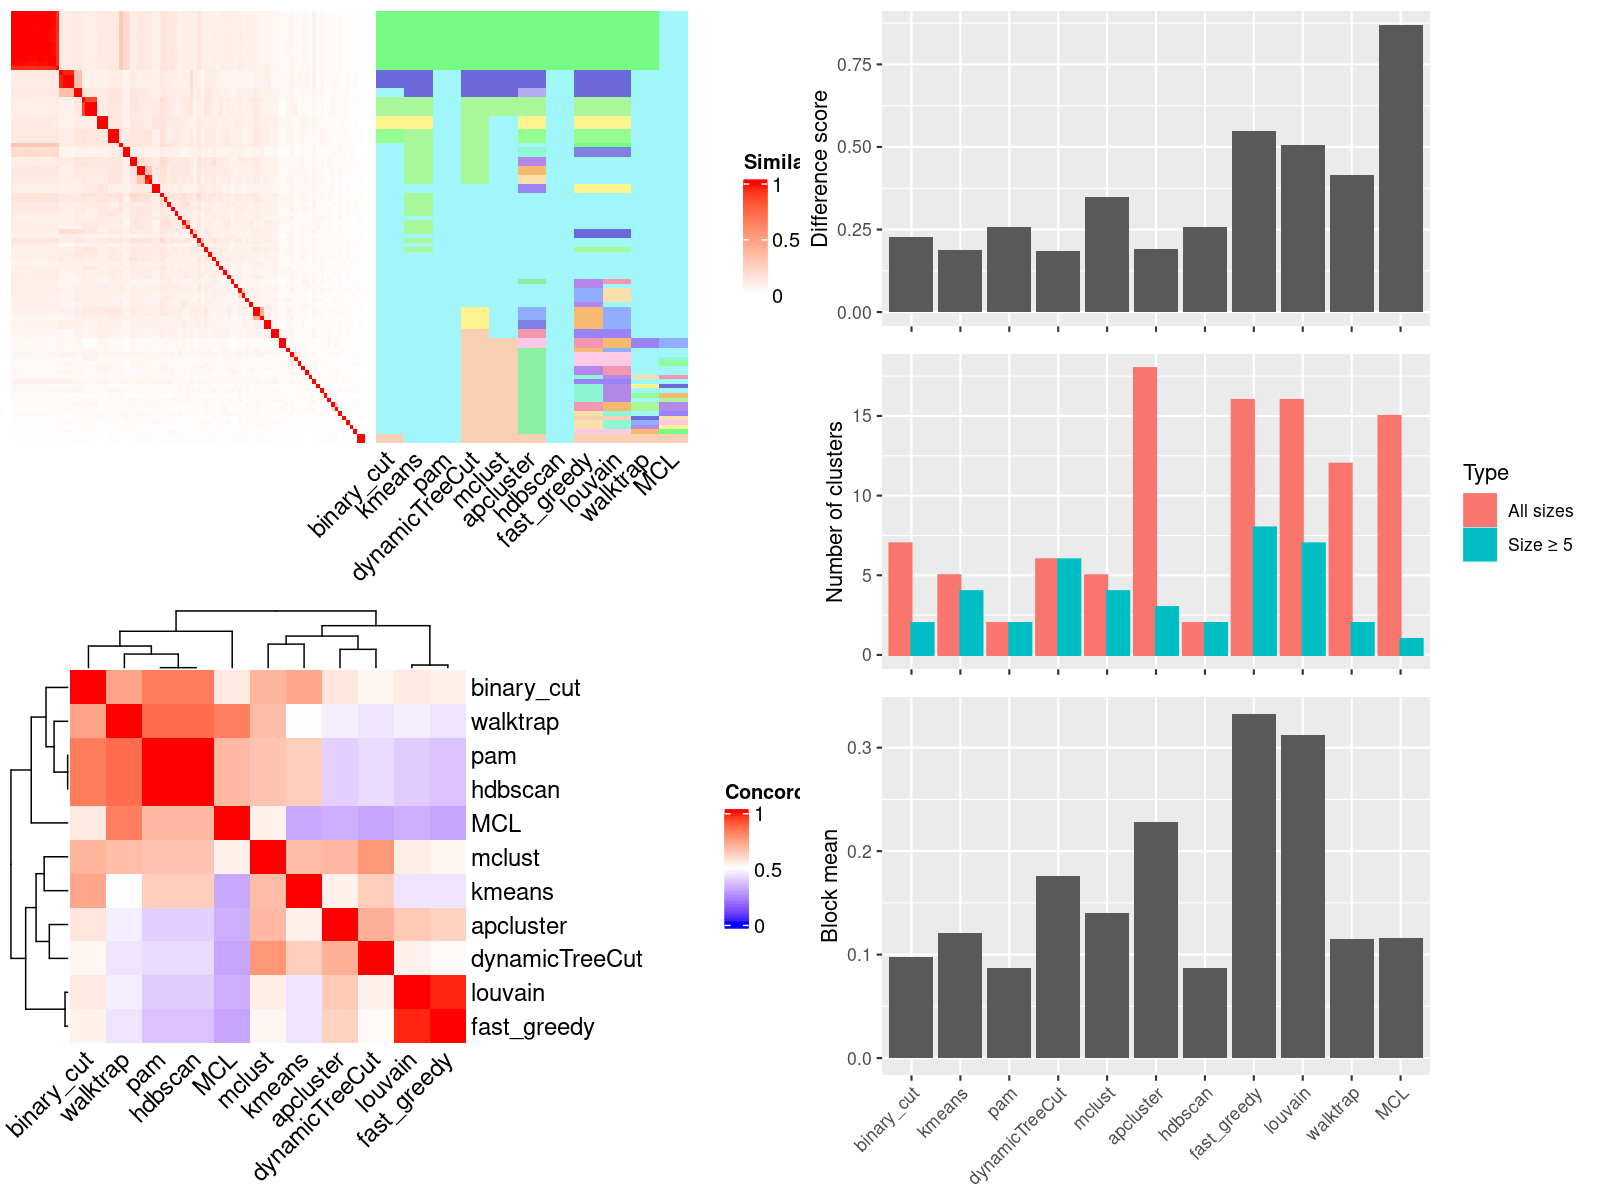 Simila
1
0.5
0
binary_cut
kmeans
pam
dynamicTreeCut
mclust
apcluster
hdbscan
fast_greedy
louvain
walktrap
MCL
Difference score
0.75
0.50
0.25
0.00
Number of clusters
15
10
5
0
Type
All sizes
Size ≥ 5
Block mean
0.3
0.2
0.1
0.0
binary_cut
kmeans
pam
dynamicTreeCut
mclust
apcluster
hdbscan
fast_greedy
louvain
walktrap
MCL
binary_cut
walktrap
pam
hdbscan
MCL
mclust
kmeans
apcluster
dynamicTreeCut
louvain
fast_greedy
Concord
1
0.5
0
binary_cut
walktrap
pam
hdbscan
MCL
mclust
kmeans
apcluster
dynamicTreeCut
louvain
fast_greedy